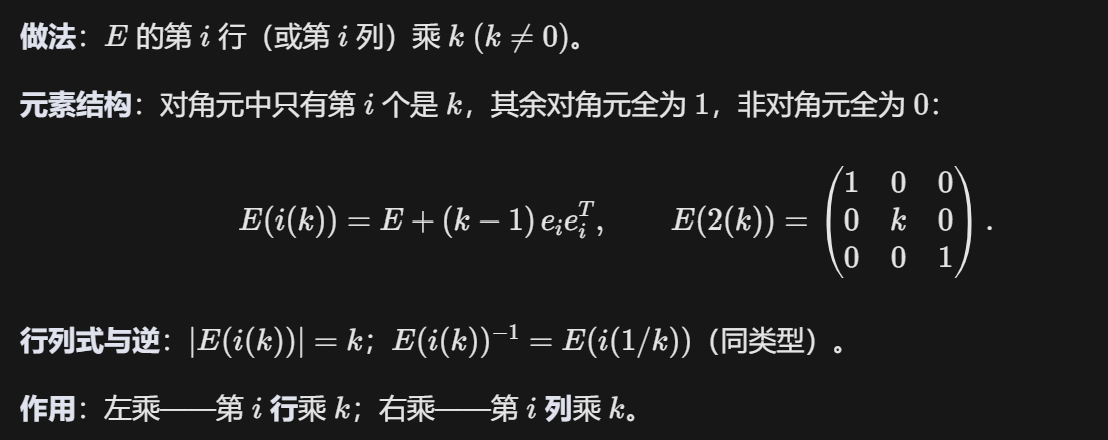 做法：E 的第 i 行（或第 i 列）乘 k (k ≠ 0)。
元素结构：对角元中只有第 i 个是 k，其余对角元全为 1，非对角元全为 0：
E(i(k)) = E + (k − 1) eᵢeᵢᵀ,  E(2(k)) = (1 0 0
0 k 0
0 0 1).
行列式与逆：|E(i(k))| = k；E(i(k))⁻¹ = E(i(1/k))（同类型）。
作用：左乘——第 i 行乘 k；右乘——第 i 列乘 k。